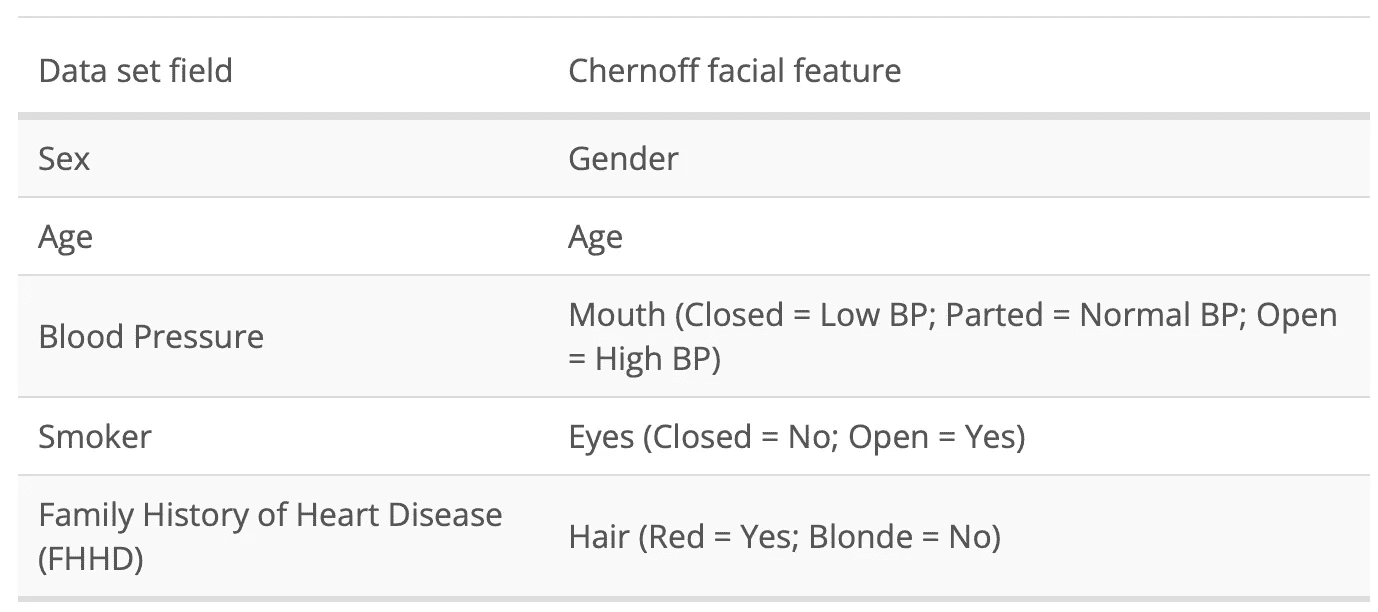 Data set field Chernoff facial feature
Sex Gender
Age Age
Blood Pressure Mouth (Closed = Low BP; Parted = Normal BP; Open
= High BP)
Smoker Eyes (Closed = No; Open = Yes)
Family History of Heart Disease
(FHHD) Hair (Red = Yes; Blonde = No)